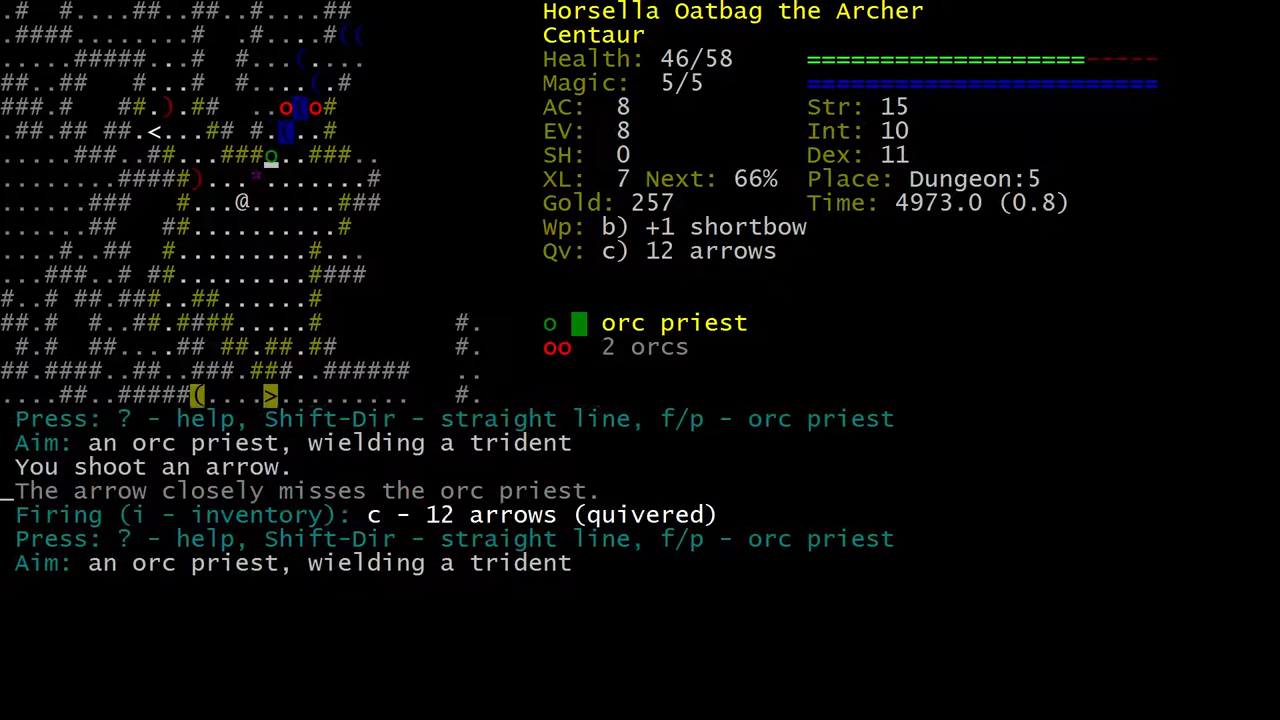 Horsella Oatbag the Archer
Centaur
Health: 46/58
Magic: 5/5
AC: 8 Str: 15
EV: 8 Int: 10
SH: 0 Dex: 11
XL: 7 Next: 66% Place: Dungeon:5
Gold: 257 Time: 4973.0 (0.8)
Wp: b) +1 shortbow
Qv: c) 12 arrows
o orc priest
oo 2 orcs
Press: ? - help, Shift-Dir - straight line, f/p - orc priest
Aim: an orc priest, wielding a trident
You shoot an arrow.
_The arrow closely misses the orc priest.
Firing (i - inventory): c - 12 arrows (quivered)
Press: ? - help, Shift-Dir - straight line, f/p - orc priest
Aim: an orc priest, wielding a trident